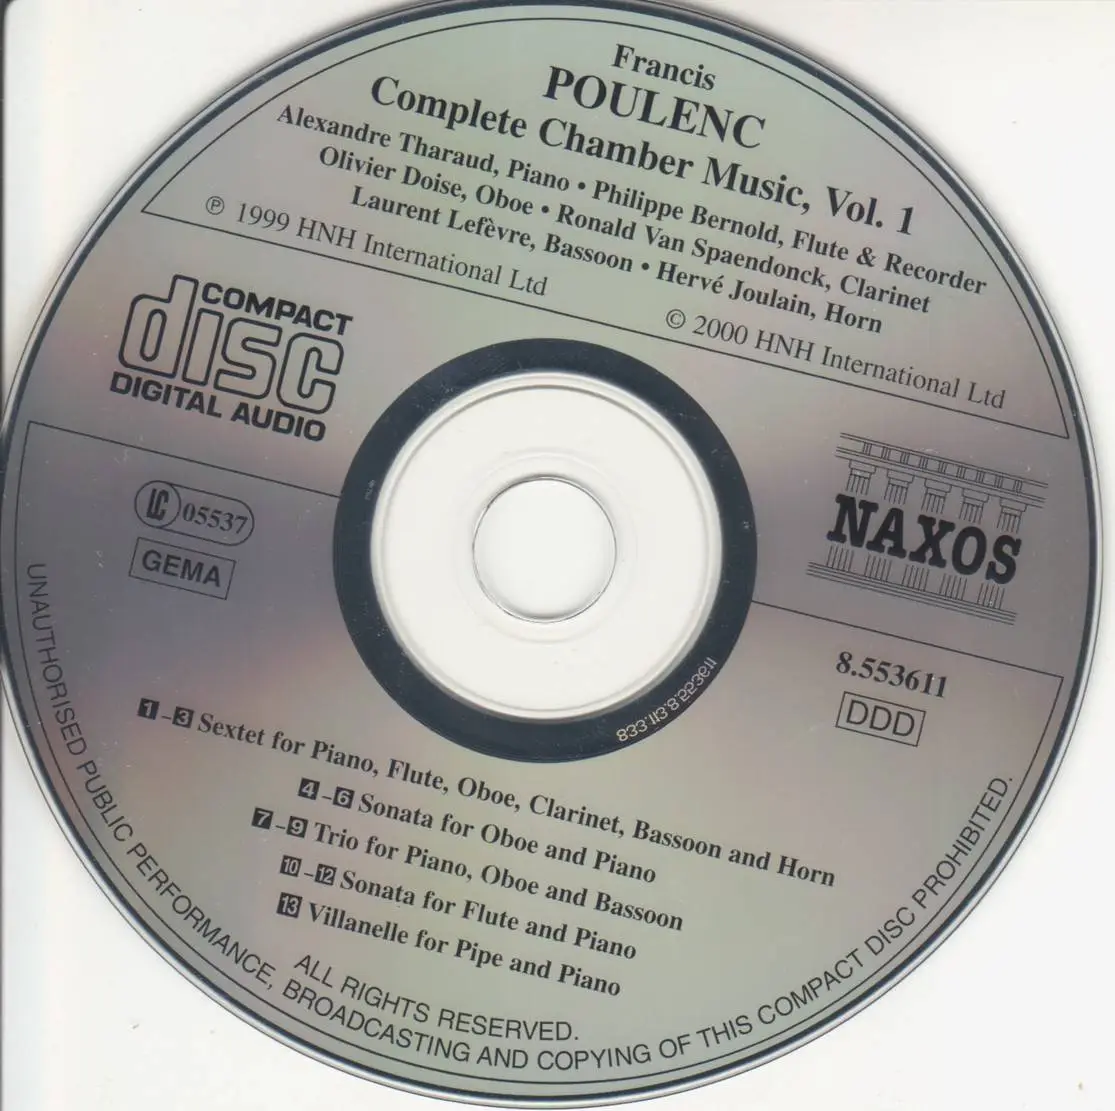 Francis
POULENC
Complete Chamber Music, Vol. 1
Alexandre Tharaud, Piano • Philippe Bernold, Flute & Recorder
Olivier Doise, Oboe • Ronald Van Spaendonck, Clarinet
Laurent Lefèvre, Bassoon • Hervé Joulain, Horn
℗ 1999 HNH International Ltd
© 2000 HNH International Ltd
COMPACT
disc
DIGITAL AUDIO
NAXOS
LC 05537
GEMA
8.553611
DDD
833.113.8.553611
1–3 Sextet for Piano, Flute, Oboe, Clarinet, Bassoon and Horn
4–6 Sonata for Oboe and Piano
7–9 Trio for Piano, Oboe and Bassoon
10–12 Sonata for Flute and Piano
13 Villanelle for Pipe and Piano
ALL RIGHTS RESERVED.
UNAUTHORISED PUBLIC PERFORMANCE, BROADCASTING AND COPYING OF THIS COMPACT DISC PROHIBITED.